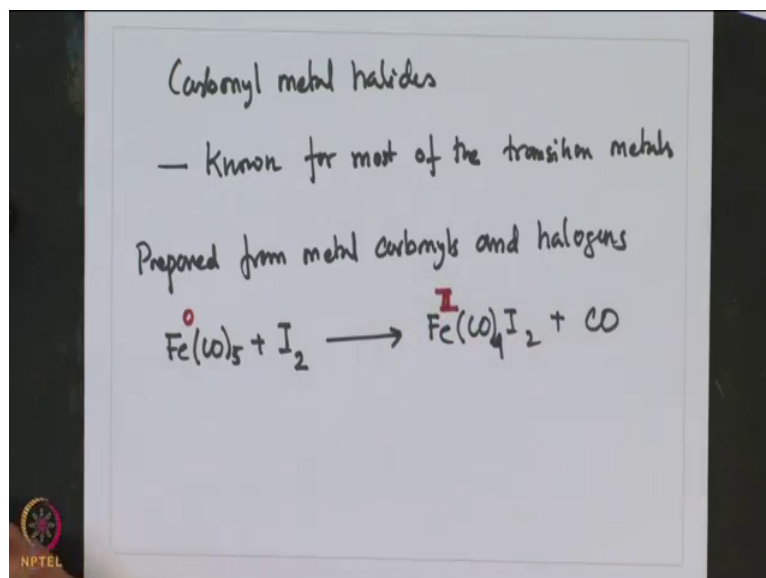 Carbonyl metal halides
— Known for most of the transition metals
Prepared from metal carbonyls and halogens
0 II
Fe(CO)5 + I2 ⟶ Fe(CO)4I2 + CO
NPTEL